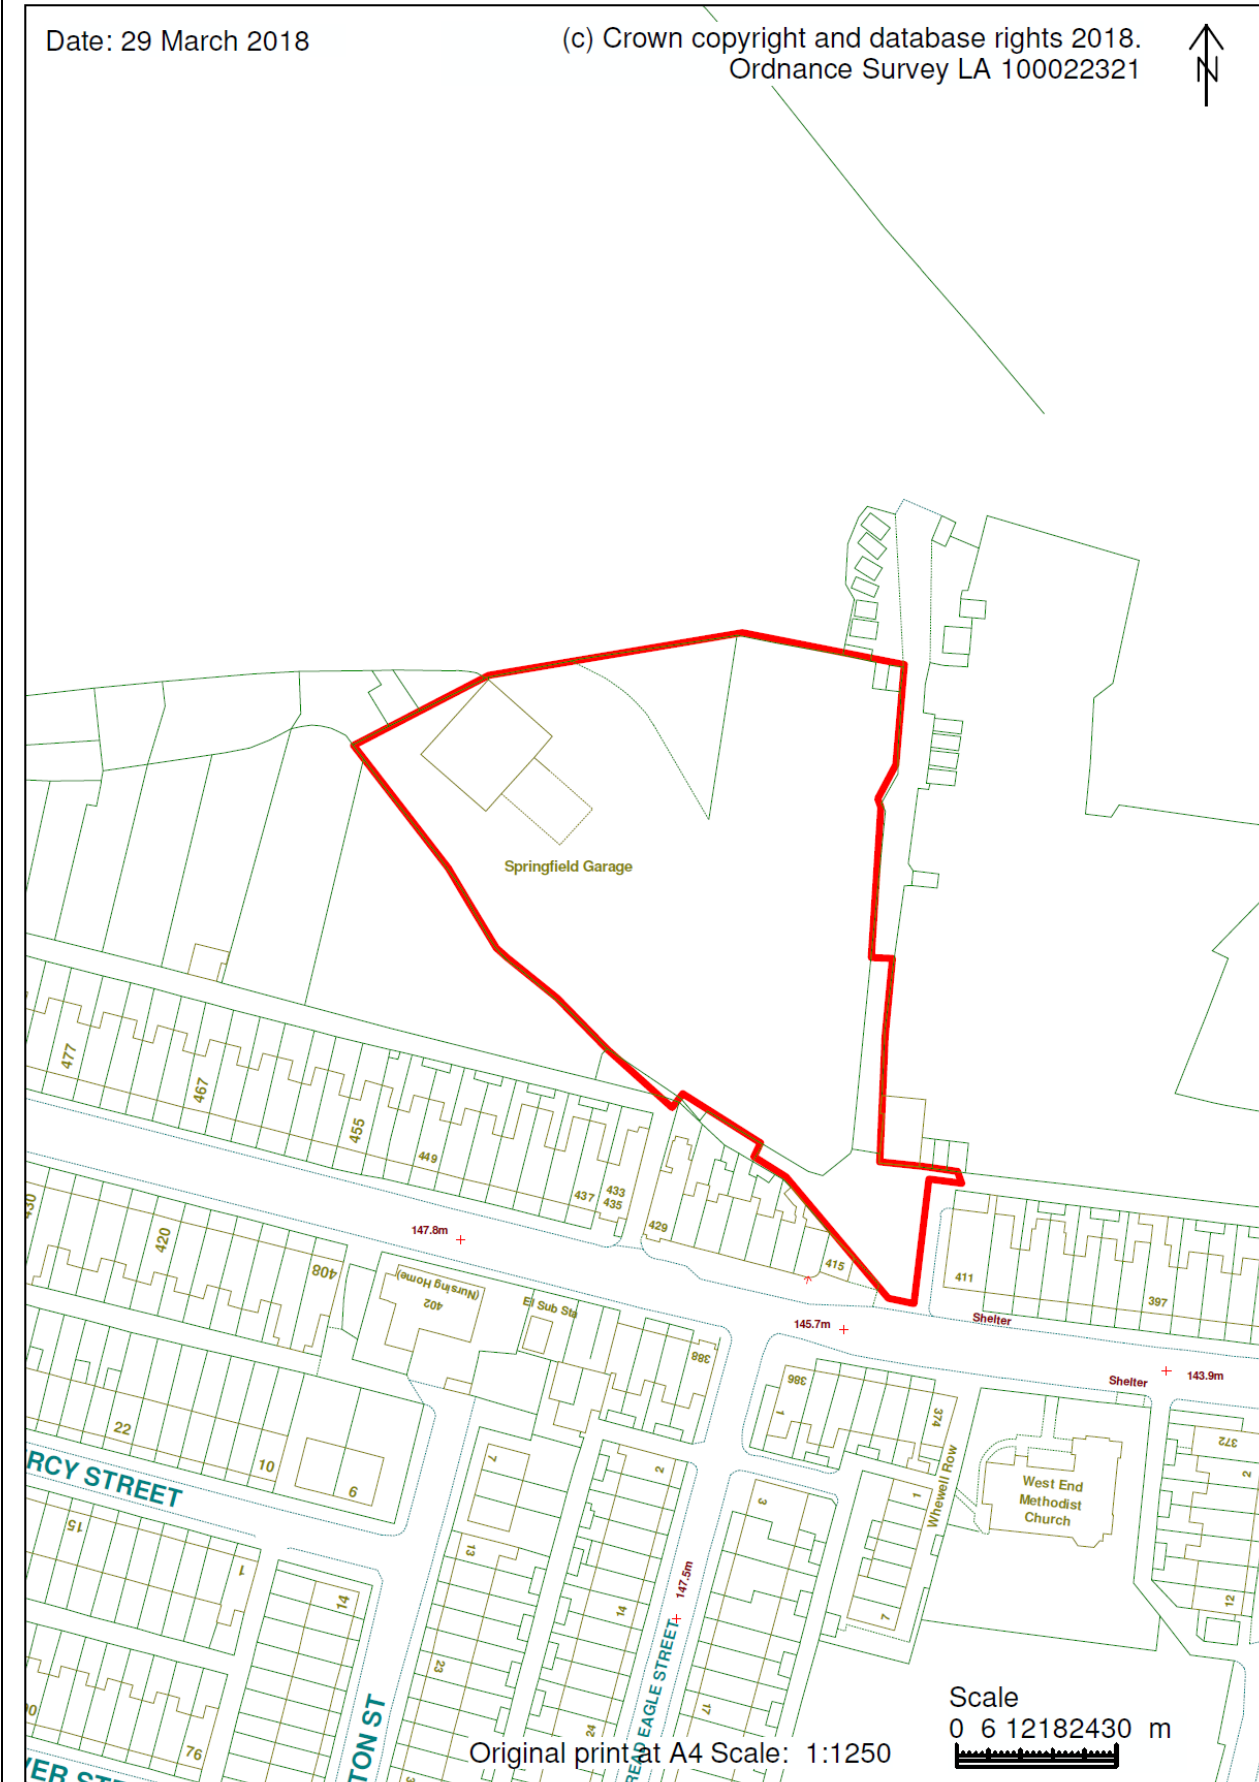 Date: 29 March 2018
(c) Crown copyright and database rights 2018.
Ordnance Survey LA 100022321
N
Springfield Garage
477
467
455
449
437
433
435
429
415
411
397
147.8m
420
408
(Nursing Home)
402
El Sub Sta
388
145.7m
Shelter
Shelter
143.9m
386
1
374
372
2
22
10
6
RCY STREET
7
2
3
1
Whewell Row
West End
Methodist
Church
15
1
14
13
14
147.5m
7
12
23
17
24
76
TON ST
EAD EAGLE STREET
Scale
0 6 12182430 m
Original print at A4 Scale: 1:1250